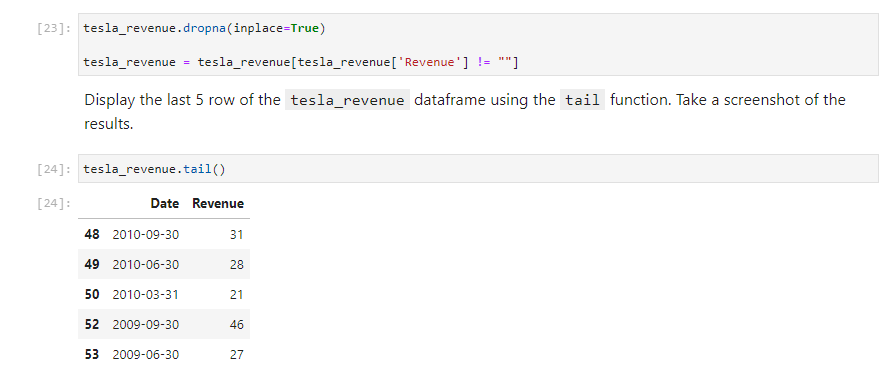 [23]: tesla_revenue.dropna(inplace=True)
tesla_revenue = tesla_revenue[tesla_revenue['Revenue'] != ""]
Display the last 5 row of the tesla_revenue dataframe using the tail function. Take a screenshot of the
results.
[24]: tesla_revenue.tail()
[24]: Date Revenue
48 2010-09-30 31
49 2010-06-30 28
50 2010-03-31 21
52 2009-09-30 46
53 2009-06-30 27